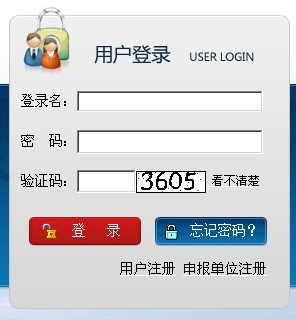 用户登录 USER LOGIN
登录名：
密 码：
验证码： 3605 看不清楚
登 录 忘记密码？
用户注册 申报单位注册